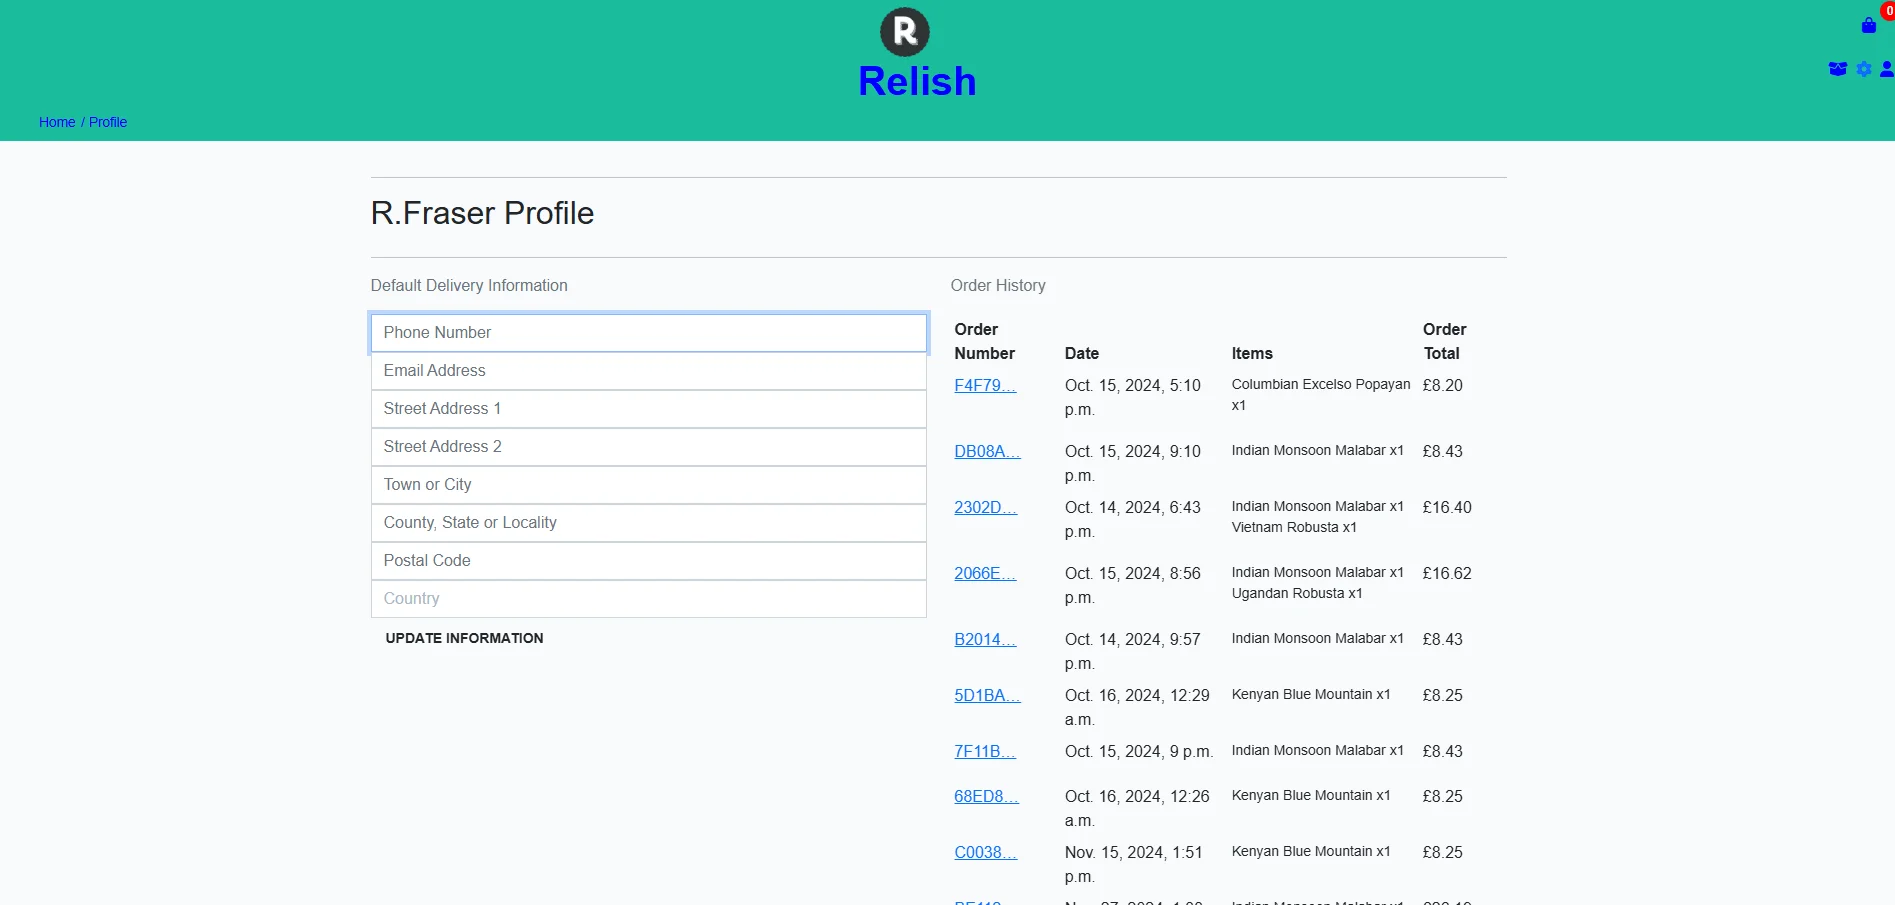 0
R
Relish
Home / Profile
R.Fraser Profile
Default Delivery Information
Phone Number
Email Address
Street Address 1
Street Address 2
Town or City
County, State or Locality
Postal Code
Country
UPDATE INFORMATION
Order History
Order
Number Date Items Order
Total
F4F79... Oct. 15, 2024, 5:10 Columbian Excelso Popayan £8.20
p.m. x1
DB08A... Oct. 15, 2024, 9:10 Indian Monsoon Malabar x1 £8.43
p.m.
2302D... Oct. 14, 2024, 6:43 Indian Monsoon Malabar x1 £16.40
p.m. Vietnam Robusta x1
2066E... Oct. 15, 2024, 8:56 Indian Monsoon Malabar x1 £16.62
p.m. Ugandan Robusta x1
B2014... Oct. 14, 2024, 9:57 Indian Monsoon Malabar x1 £8.43
p.m.
5D1BA... Oct. 16, 2024, 12:29 Kenyan Blue Mountain x1 £8.25
a.m.
7F11B... Oct. 15, 2024, 9 p.m. Indian Monsoon Malabar x1 £8.43
68ED8... Oct. 16, 2024, 12:26 Kenyan Blue Mountain x1 £8.25
a.m.
C0038... Nov. 15, 2024, 1:51 Kenyan Blue Mountain x1 £8.25
p.m.